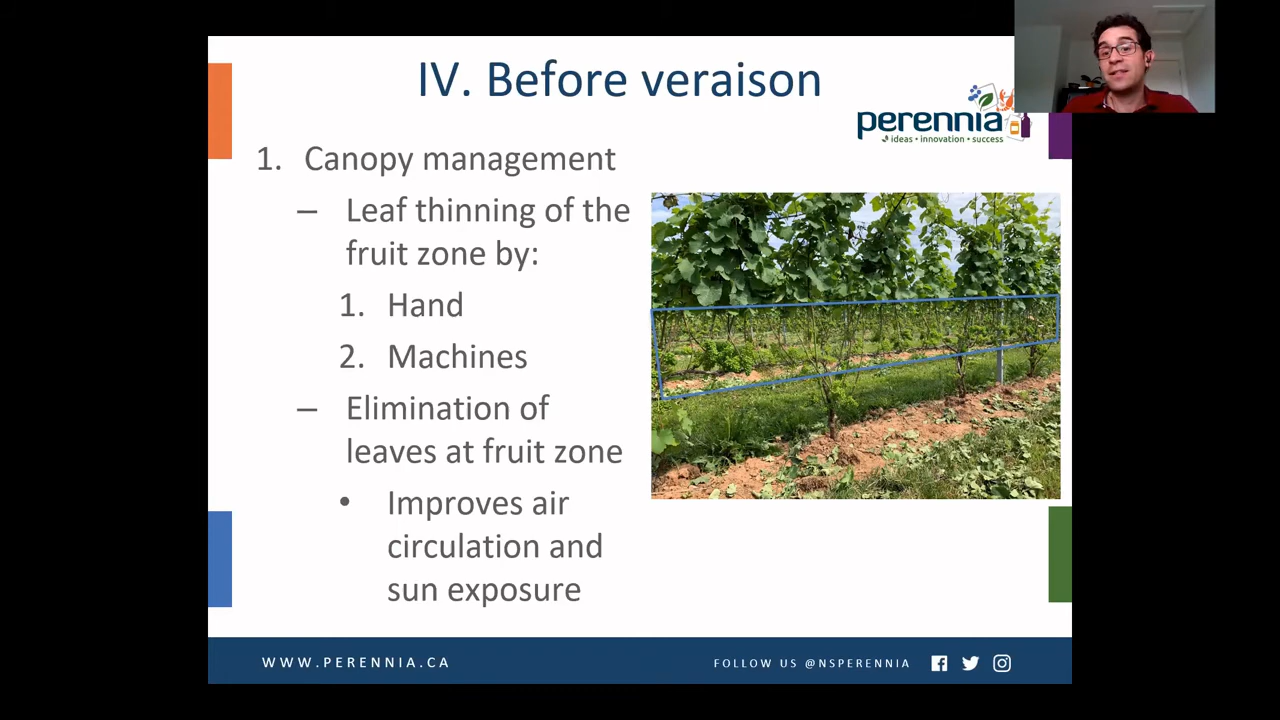 IV. Before veraison
perennia
ideas • innovation • success
1. Canopy management
– Leaf thinning of the
fruit zone by:
1. Hand
2. Machines
– Elimination of
leaves at fruit zone
• Improves air
circulation and
sun exposure
WWW.PERENNIA.CA
FOLLOW US @NSPERENNIA